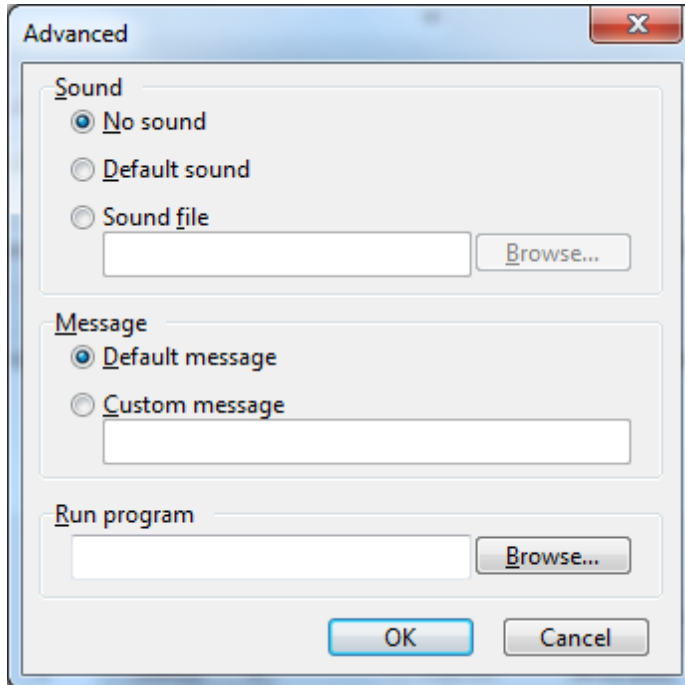 Advanced
Sound
No sound
Default sound
Sound file
Browse...
Message
Default message
Custom message
Run program
Browse...
OK Cancel